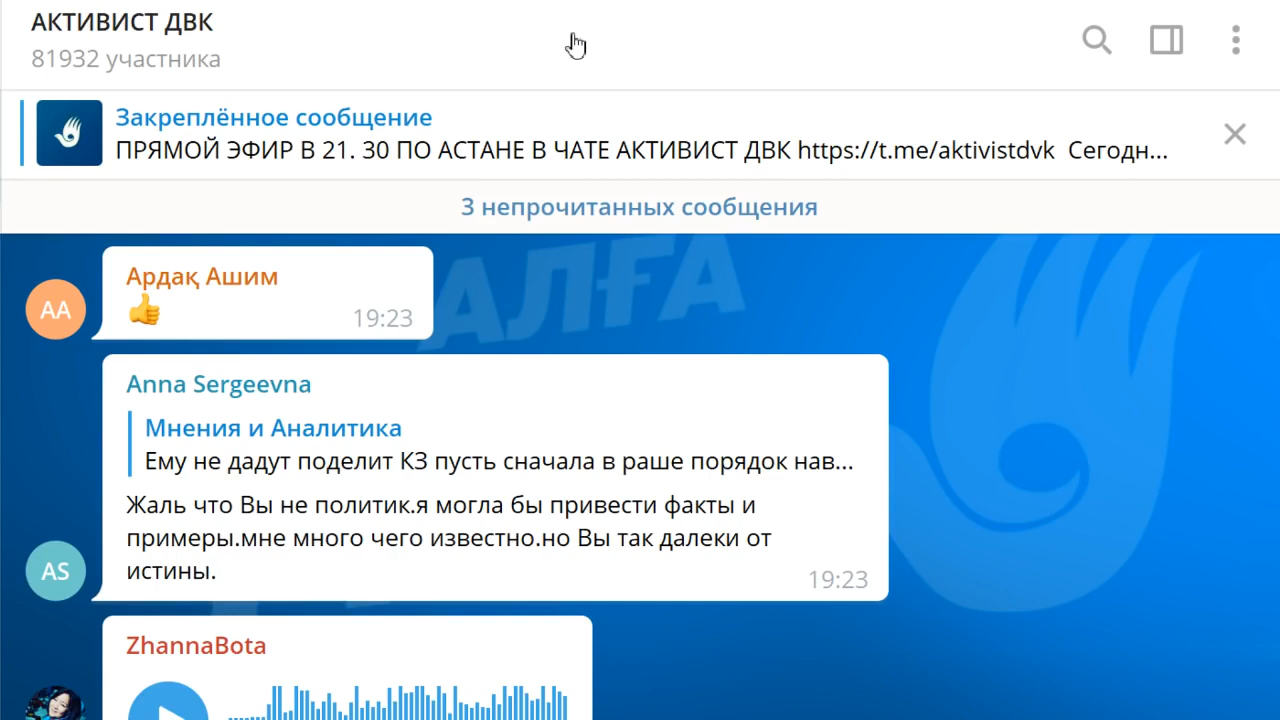 АКТИВИСТ ДВК
81932 участника
Закреплённое сообщение
ПРЯМОЙ ЭФИР В 21. 30 ПО АСТАНЕ В ЧАТЕ АКТИВИСТ ДВК https://t.me/aktivistdvk Сегодн...
3 непрочитанных сообщения
АЛҒА
Ардақ Ашим
👍
AA
19:23
Anna Sergeevna
Мнения и Аналитика
Ему не дадут поделит КЗ пусть сначала в раше порядок нав...
Жаль что Вы не политик.я могла бы привести факты и
примеры.мне много чего известно.но Вы так далеки от
истины.
AS
19:23
ZhannaBota